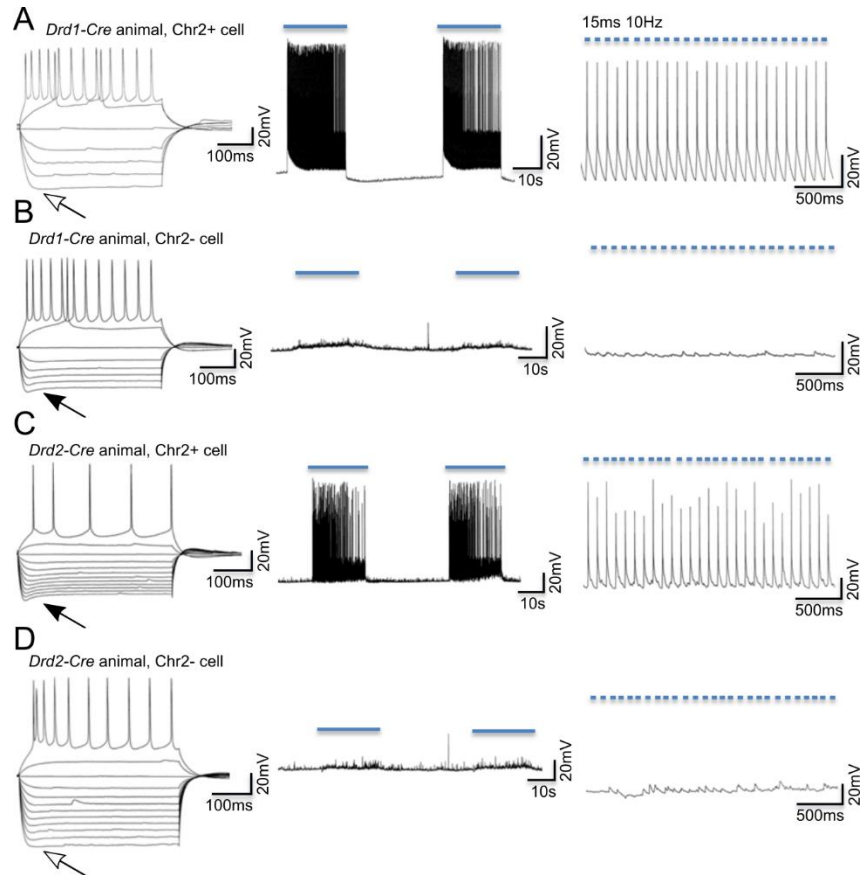 A
Drd1-Cre animal, Chr2+ cell
15ms 10Hz
20mV
100ms
20mV
10s
20mV
500ms
B
Drd1-Cre animal, Chr2- cell
20mV
100ms
20mV
10s
20mV
500ms
C
Drd2-Cre animal, Chr2+ cell
20mV
100ms
20mV
10s
20mV
500ms
D
Drd2-Cre animal, Chr2- cell
20mV
100ms
20mV
10s
20mV
500ms